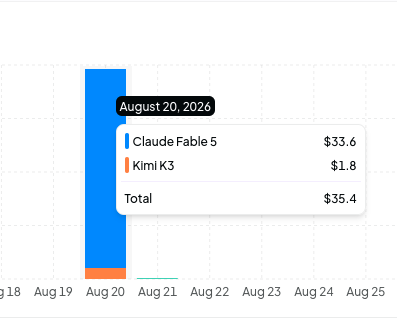 August 20, 2026
Claude Fable 5 $33.6
Kimi K3 $1.8
Total $35.4
g 18 Aug 19 Aug 20 Aug 21 Aug 22 Aug 23 Aug 24 Aug 25